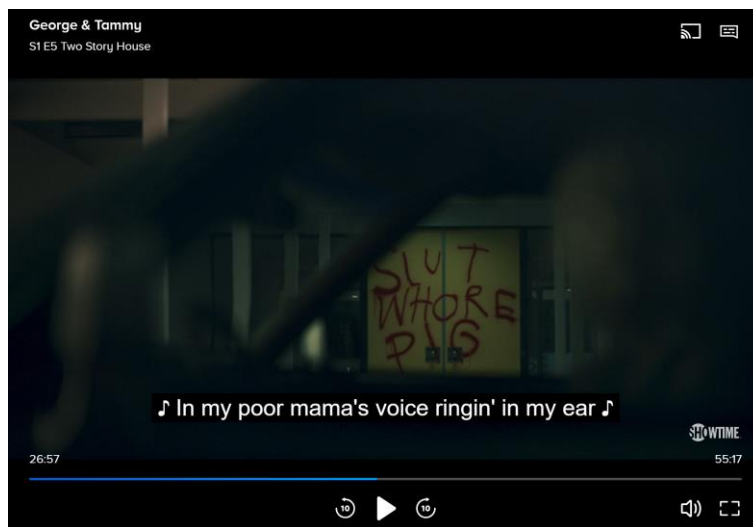 George & Tammy
S1 E5 Two Story House
SLUT
WHORE
PIG
♪ In my poor mama's voice ringin' in my ear ♪
SHOWTIME
26:57
55:17
10
10